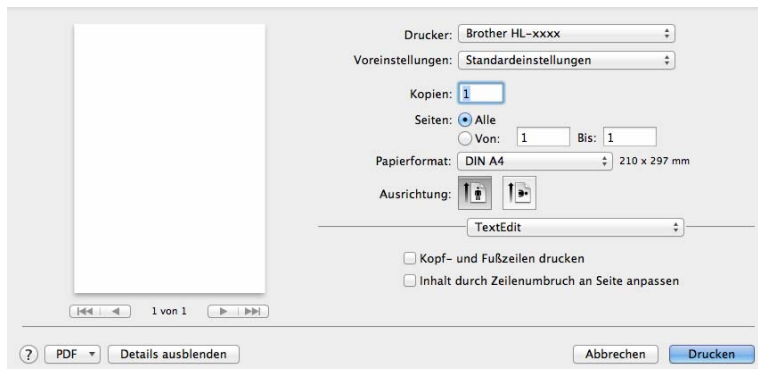 Drucker: Brother HL-xxxx
Voreinstellungen: Standardeinstellungen
Kopien: 1
Seiten: Alle
Von: 1 Bis: 1
Papierformat: DIN A4 210 x 297 mm
Ausrichtung:
TextEdit
Kopf- und Fußzeilen drucken
Inhalt durch Zeilenumbruch an Seite anpassen
1 von 1
? PDF Details ausblenden Abbrechen Drucken